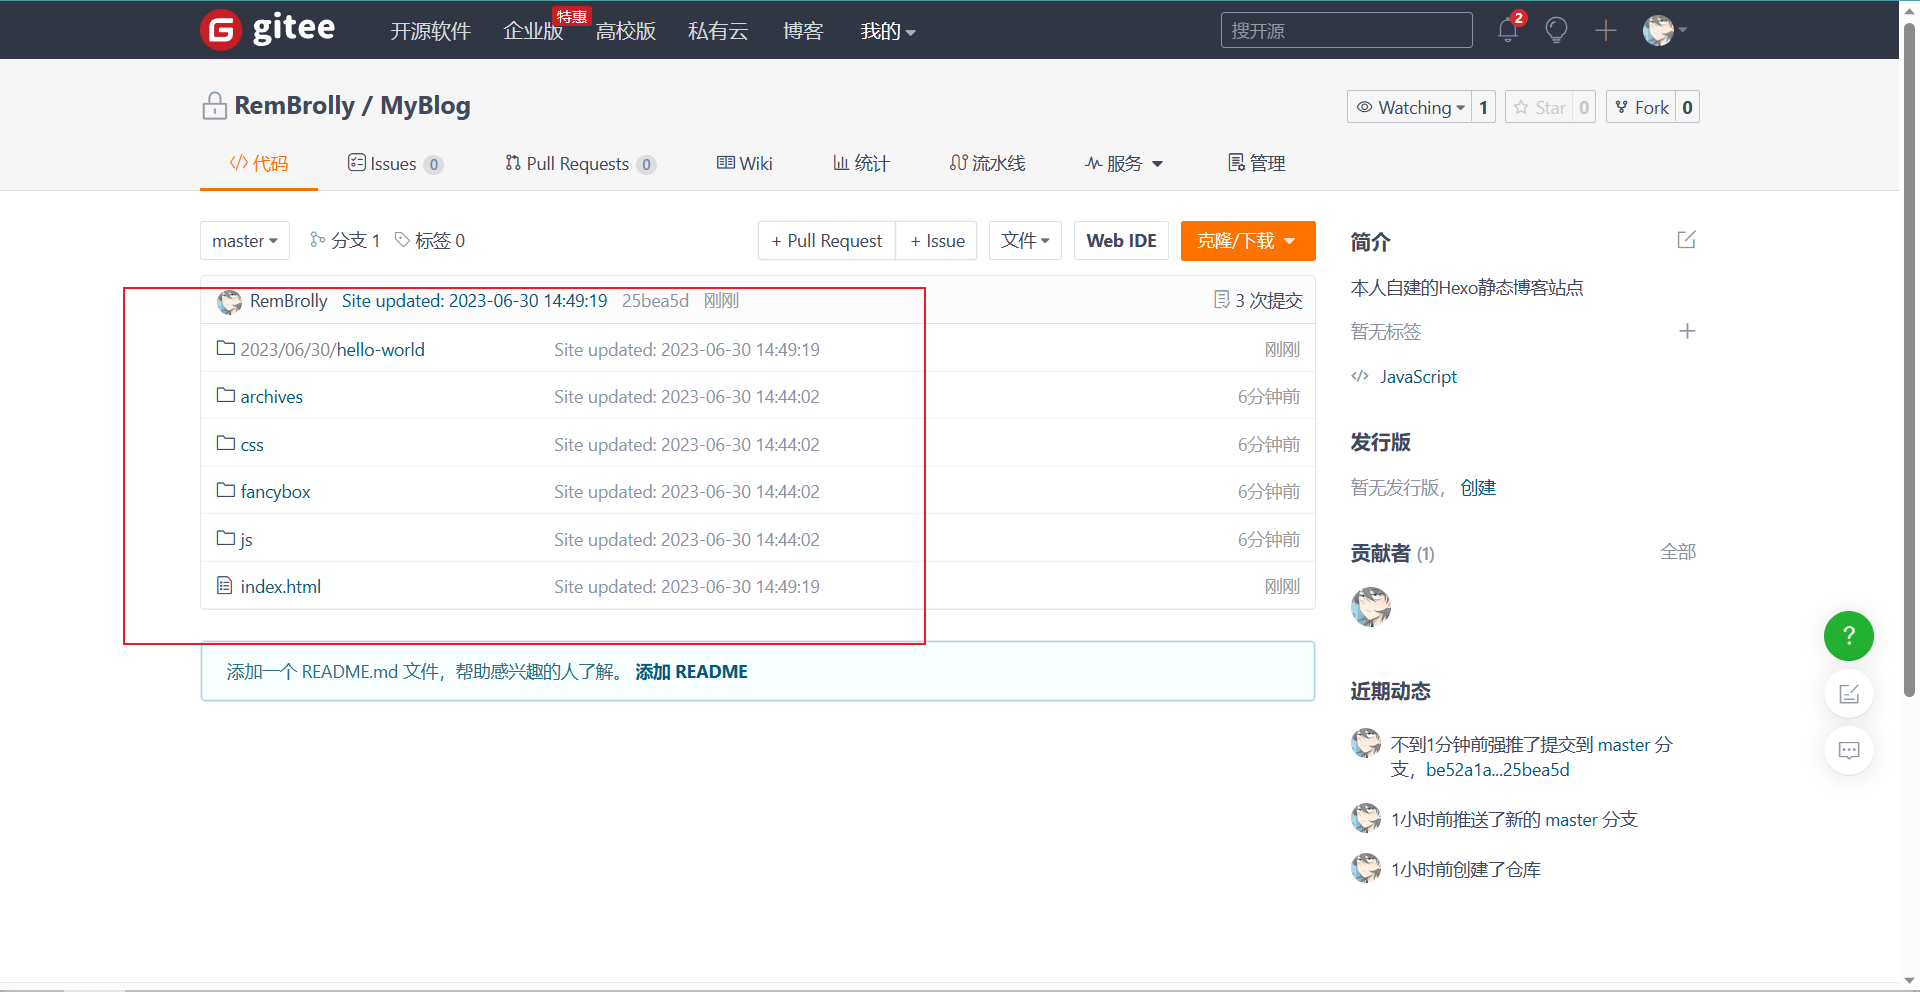 gitee 开源软件 企业版 特惠 高校版 私有云 博客 我的 搜开源 2
RemBrolly / MyBlog Watching 1 Star 0 Fork 0
代码 Issues 0 Pull Requests 0 Wiki 统计 流水线 服务 管理
master 分支 1 标签 0 + Pull Request + Issue 文件 Web IDE 克隆/下载
RemBrolly Site updated: 2023-06-30 14:49:19 25bea5d 刚刚 3 次提交
2023/06/30/hello-world Site updated: 2023-06-30 14:49:19 刚刚
archives Site updated: 2023-06-30 14:44:02 6分钟前
css Site updated: 2023-06-30 14:44:02 6分钟前
fancybox Site updated: 2023-06-30 14:44:02 6分钟前
js Site updated: 2023-06-30 14:44:02 6分钟前
index.html Site updated: 2023-06-30 14:49:19 刚刚
添加一个 README.md 文件，帮助感兴趣的人了解。 添加 README
简介
本人自建的Hexo静态博客站点
暂无标签
JavaScript
发行版
暂无发行版， 创建
贡献者 (1) 全部
近期动态
不到1分钟前强推了提交到 master 分
支，be52a1a...25bea5d
1小时前推送了新的 master 分支
1小时前创建了仓库
?